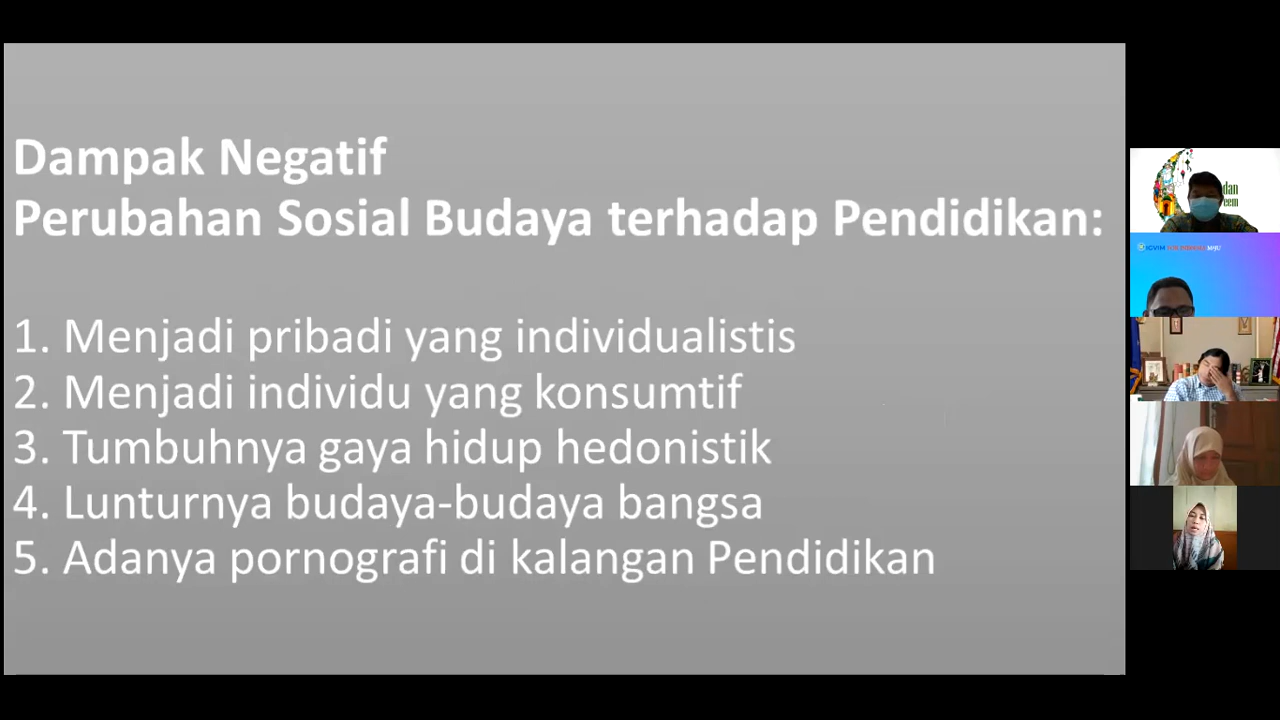 Dampak Negatif
Perubahan Sosial Budaya terhadap Pendidikan:
1. Menjadi pribadi yang individualistis
2. Menjadi individu yang konsumtif
3. Tumbuhnya gaya hidup hedonistik
4. Lunturnya budaya-budaya bangsa
5. Adanya pornografi di kalangan Pendidikan